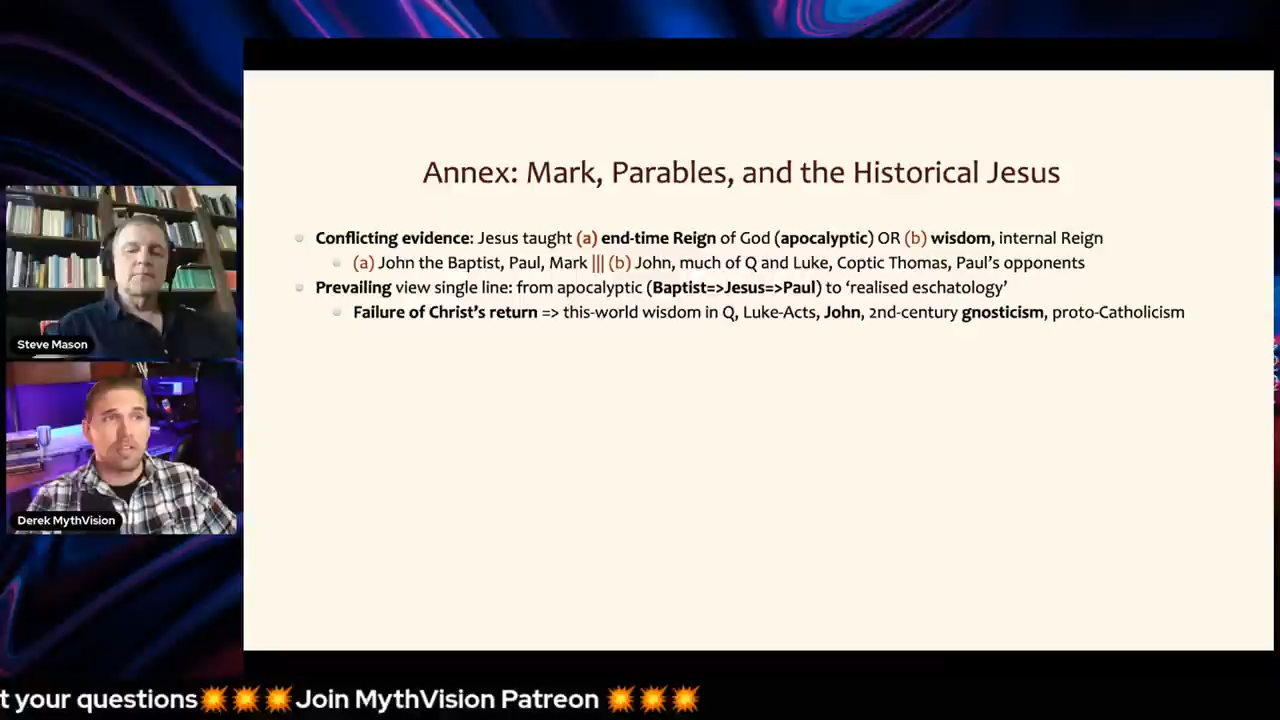 Annex: Mark, Parables, and the Historical Jesus
Conflicting evidence: Jesus taught (a) end-time Reign of God (apocalyptic) OR (b) wisdom, internal Reign
(a) John the Baptist, Paul, Mark ||| (b) John, much of Q and Luke, Coptic Thomas, Paul's opponents
Prevailing view single line: from apocalyptic (Baptist=>Jesus=>Paul) to 'realised eschatology'
Failure of Christ's return => this-world wisdom in Q, Luke-Acts, John, 2nd-century gnosticism, proto-Catholicism
Steve Mason
Derek MythVision
t your questions💥💥💥Join MythVision Patreon 💥💥💥